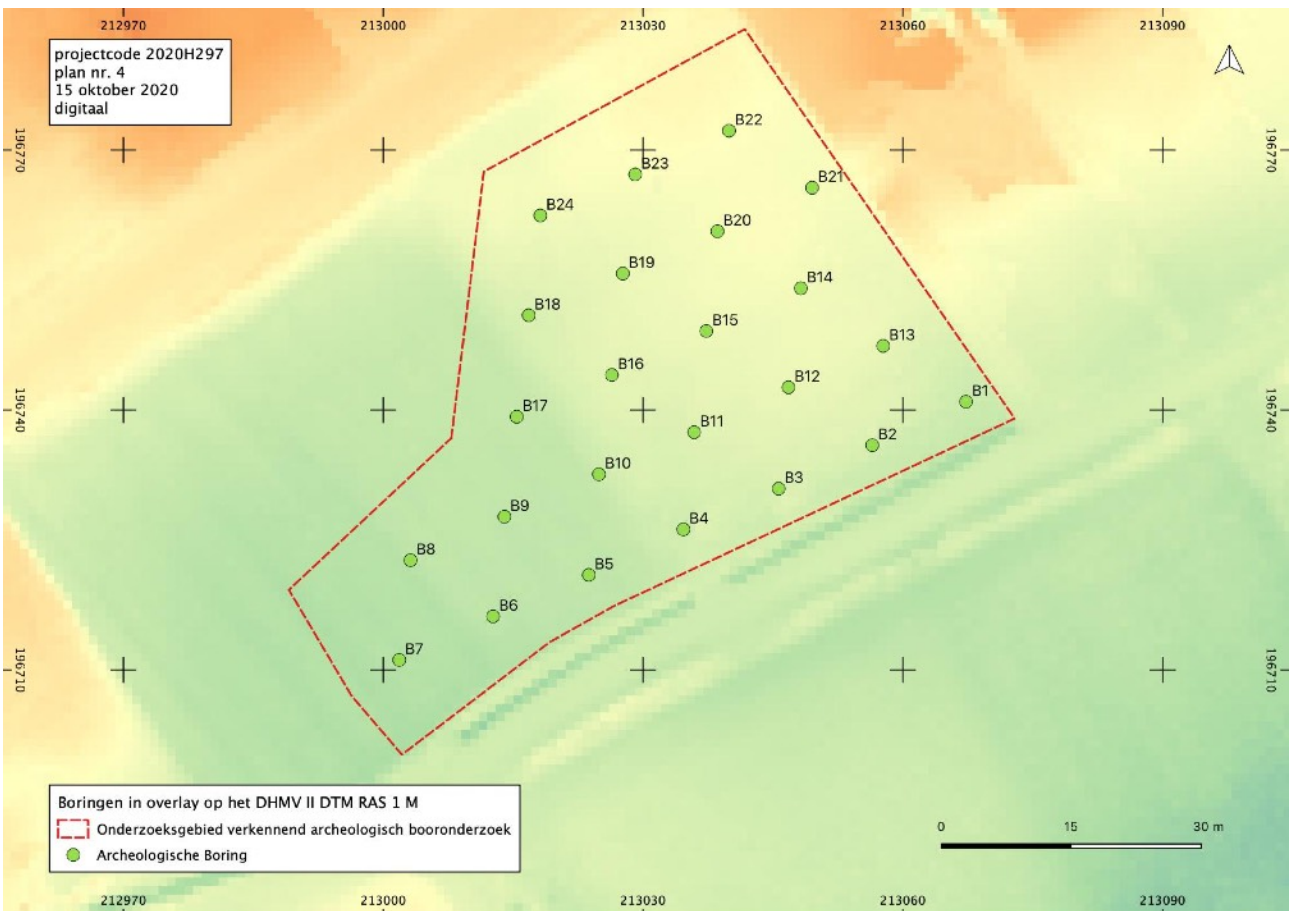 212970 213000 213030 213060 213090
projectcode 2020H297
plan nr. 4
15 oktober 2020
digitaal
B22
196770 196770
B23
B21
B24
B20
B19
B14
B18
B15
B13
B16
B12
B1
B17
196740 196740
B11
B2
B10
B3
B9
B4
B8
B5
B6
B7
196710 196710
Boringen in overlay op het DHMV II DTM RAS 1 M
Onderzoeksgebied verkennend archeologisch booronderzoek
Archeologische Boring
0 15 30 m
212970 213000 213030 213060 213090